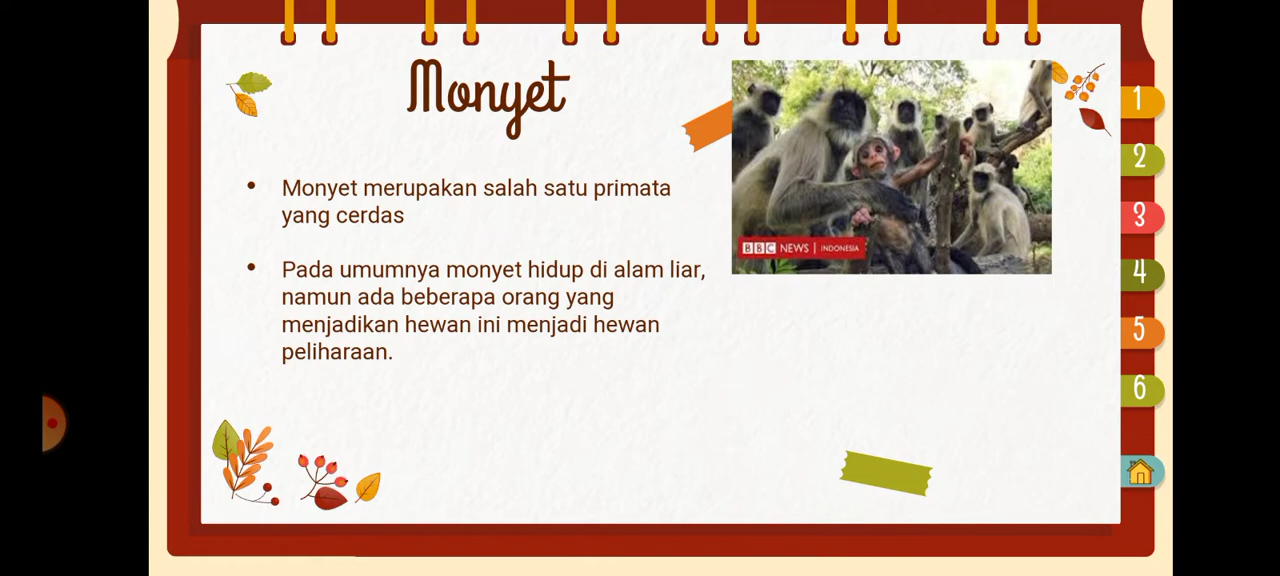 Monyet
• Monyet merupakan salah satu primata
yang cerdas
• Pada umumnya monyet hidup di alam liar,
namun ada beberapa orang yang
menjadikan hewan ini menjadi hewan
peliharaan.
BBC NEWS | INDONESIA
1
2
3
4
5
6